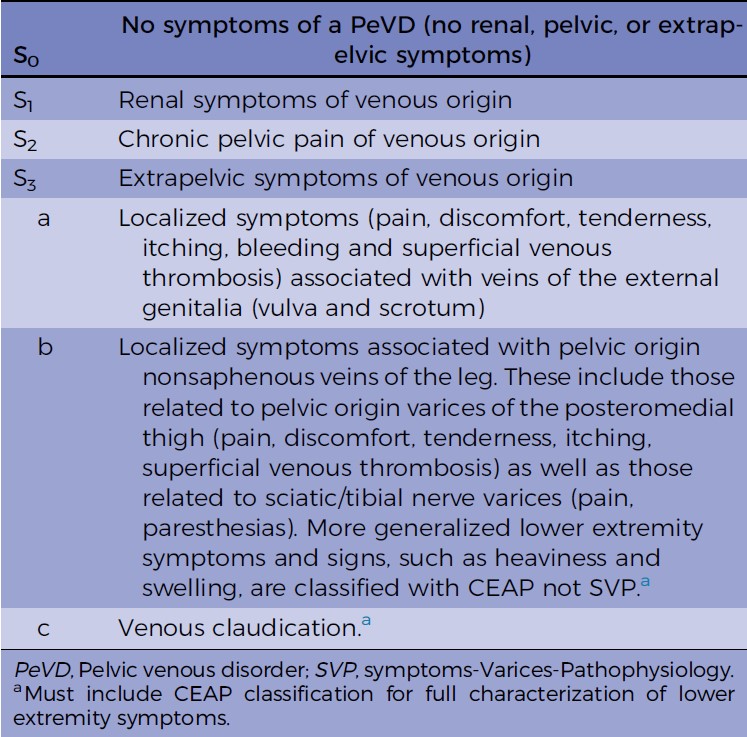 S₀ No symptoms of a PeVD (no renal, pelvic, or extrap-
elvic symptoms)
S₁ Renal symptoms of venous origin
S₂ Chronic pelvic pain of venous origin
S₃ Extrapelvic symptoms of venous origin
a Localized symptoms (pain, discomfort, tenderness,
itching, bleeding and superficial venous
thrombosis) associated with veins of the external
genitalia (vulva and scrotum)
b Localized symptoms associated with pelvic origin
nonsaphenous veins of the leg. These include those
related to pelvic origin varices of the posteromedial
thigh (pain, discomfort, tenderness, itching,
superficial venous thrombosis) as well as those
related to sciatic/tibial nerve varices (pain,
paresthesias). More generalized lower extremity
symptoms and signs, such as heaviness and
swelling, are classified with CEAP not SVP.ᵃ
c Venous claudication.ᵃ
PeVD, Pelvic venous disorder; SVP, symptoms-Varices-Pathophysiology.
ᵃMust include CEAP classification for full characterization of lower
extremity symptoms.